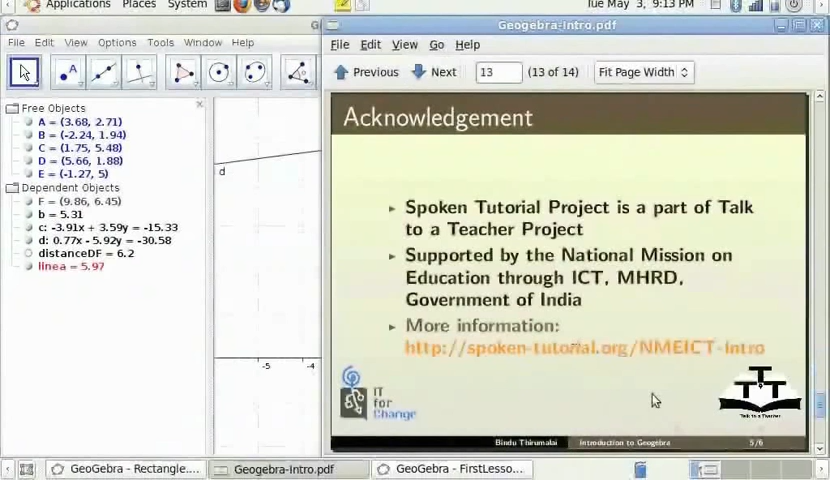 Applications Places System
Tue May 3, 9:13 PM
Geogebra-Intro.pdf
File Edit View Options Tools Window Help
File Edit View Go Help
Previous Next 13 (13 of 14) Fit Page Width
A
Free Objects
A = (3.68, 2.71)
B = (-2.24, 1.94)
C = (1.75, 5.48)
D = (5.66, 1.88)
E = (-1.27, 5)
Dependent Objects
F = (9.86, 6.45)
b = 5.31
c: -3.91x + 3.59y = -15.33
d: 0.77x - 5.92y = -30.58
distanceDF = 6.2
linea = 5.97
d
-5 -4
Acknowledgement
Spoken Tutorial Project is a part of Talk
to a Teacher Project
Supported by the National Mission on
Education through ICT, MHRD,
Government of India
More information:
http://spoken-tutorial.org/NMEICT-Intro
IT
for
Change
Talk to a Teacher
Bindu Thirumalai Introduction to Geogebra 5/6
GeoGebra - Rectangle.... Geogebra-Intro.pdf GeoGebra - FirstLesso...